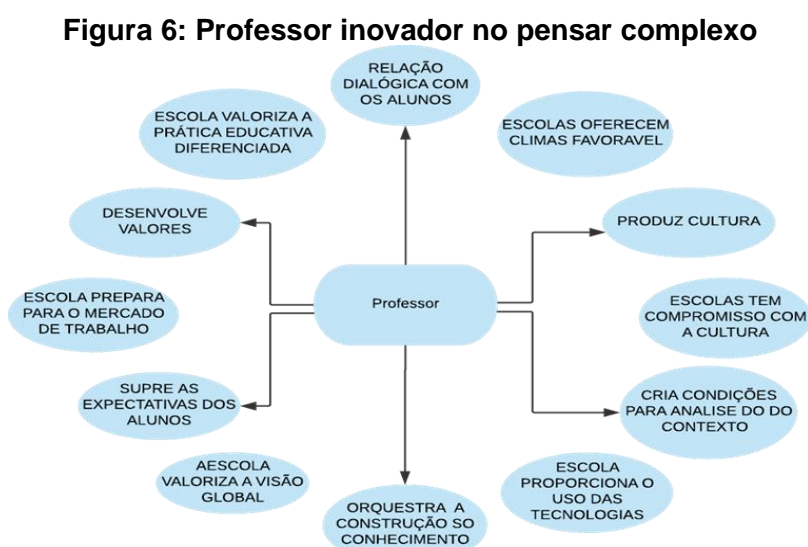 Figura 6: Professor inovador no pensar complexo
RELAÇÃO
DIALÓGICA COM
OS ALUNOS
ESCOLA VALORIZA A
PRÁTICA EDUCATIVA
DIFERENCIADA
ESCOLAS OFERECEM
CLIMAS FAVORAVEL
DESENVOLVE
VALORES
PRODUZ CULTURA
ESCOLA PREPARA
PARA O MERCADO
DE TRABALHO
Professor
ESCOLAS TEM
COMPROMISSO COM
A CULTURA
SUPRE AS
EXPECTATIVAS DOS
ALUNOS
CRIA CONDIÇÕES
PARA ANALISE DO DO
CONTEXTO
AESCOLA
VALORIZA A VISÃO
GLOBAL
ESCOLA
PROPORCIONA O
USO DAS
TECNOLOGIAS
ORQUESTRA A
CONSTRUÇÃO SO
CONHECIMENTO